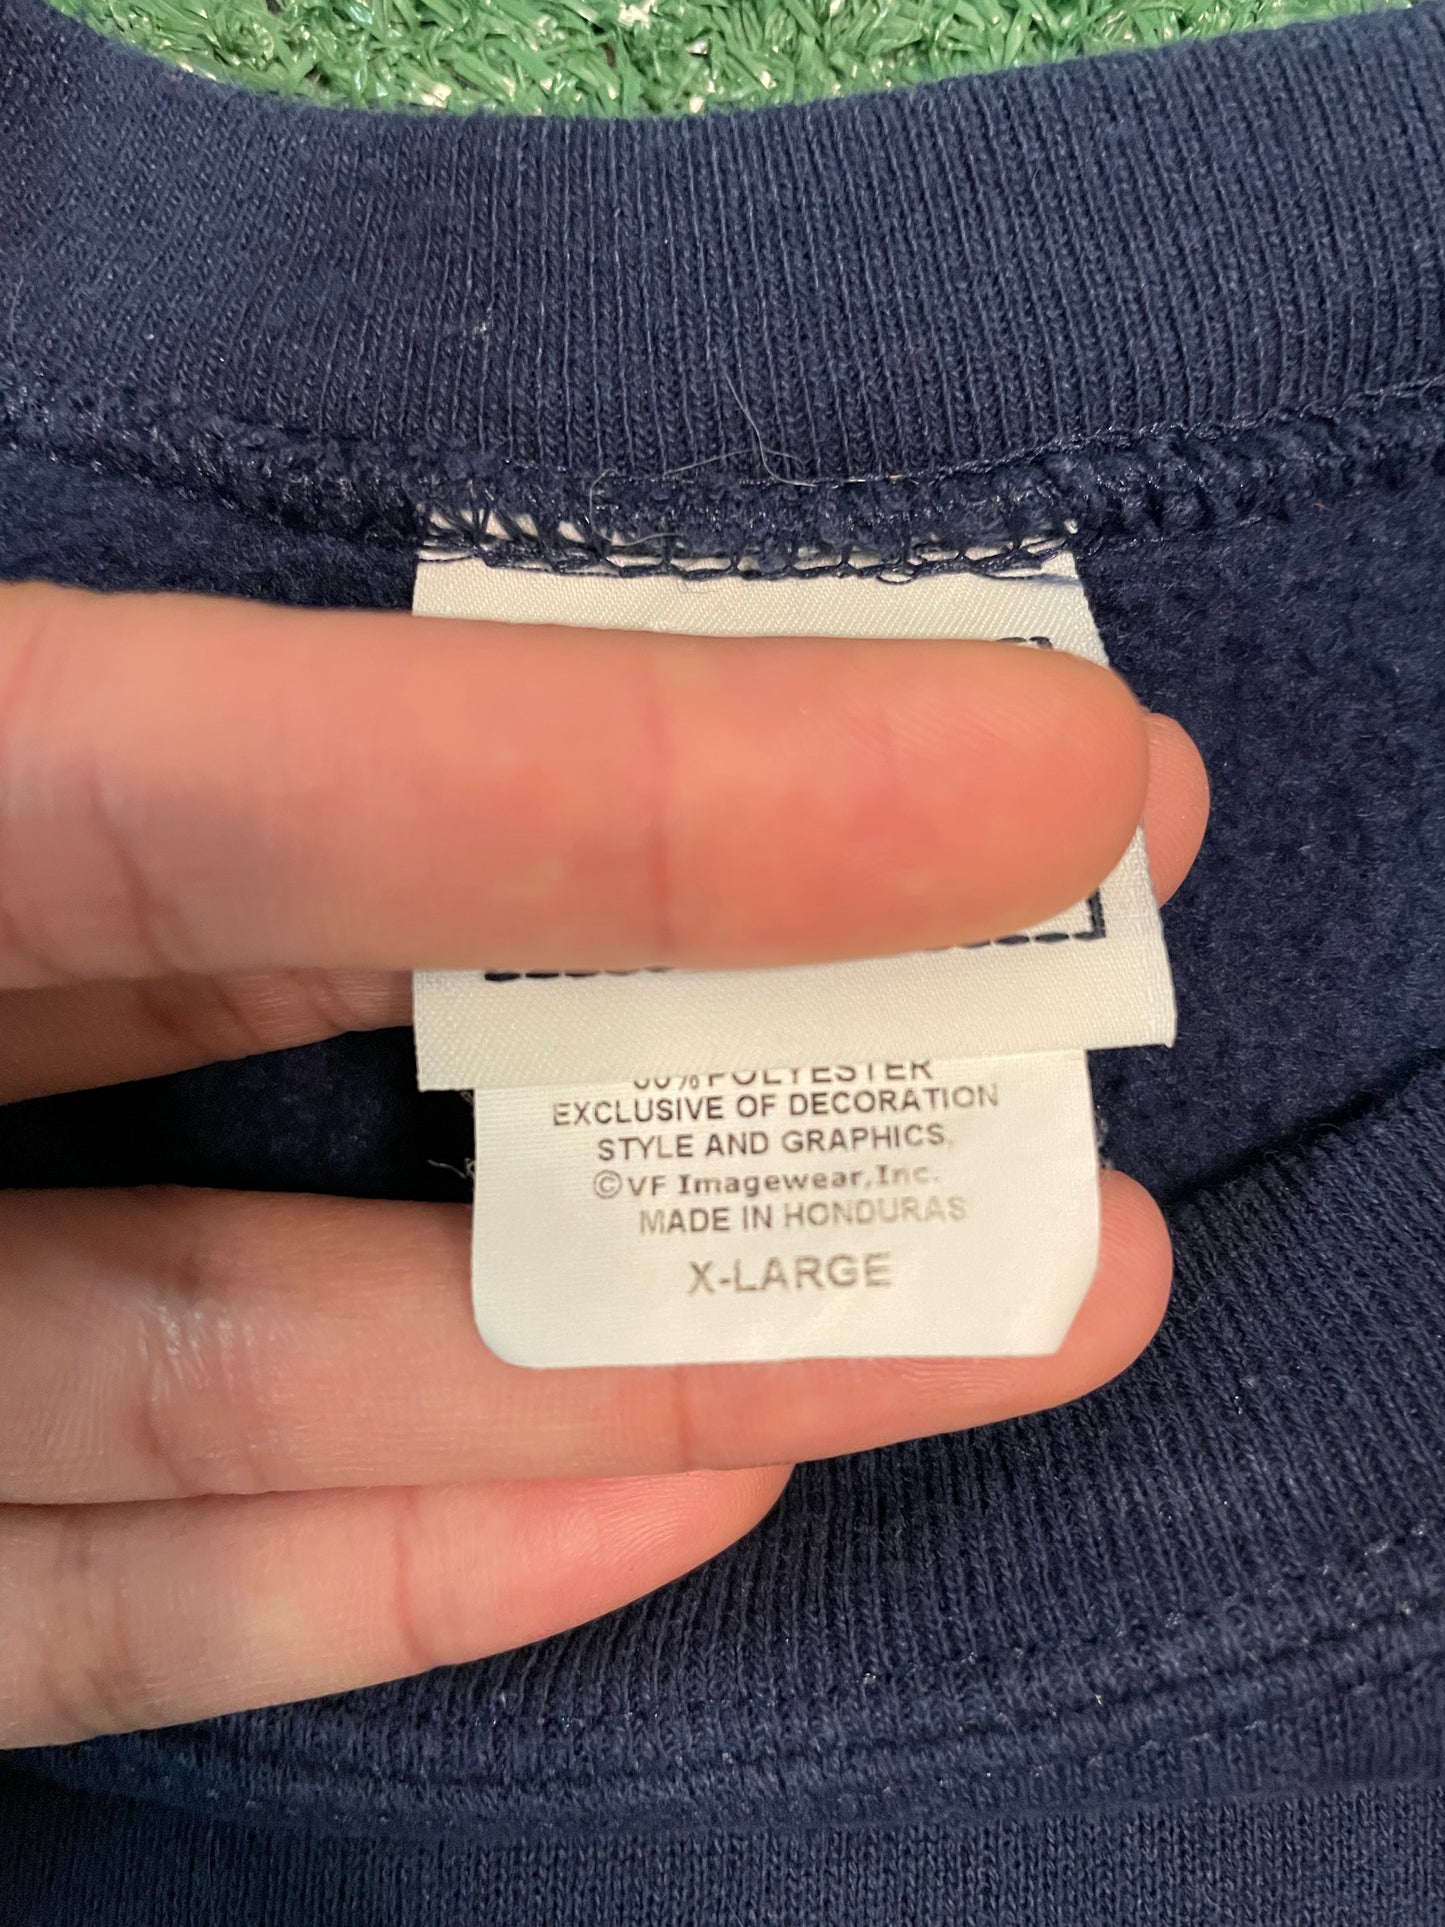 POLYESTER
EXCLUSIVE OF DECORATION
STYLE AND GRAPHICS.
©VF Imagewear,Inc.
MADE IN HONDURAS
X-LARGE